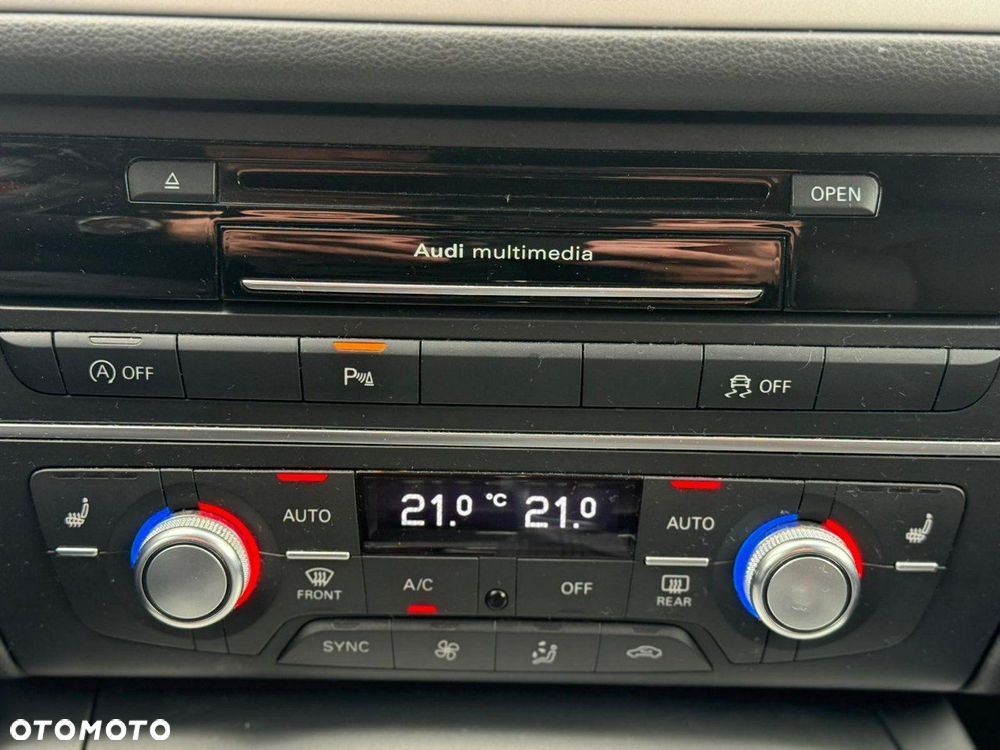 OPEN
Audi multimedia
A OFF
P
OFF
AUTO
21.0 °C 21.0
AUTO
FRONT
A/C
OFF
REAR
SYNC
OTOMOTO